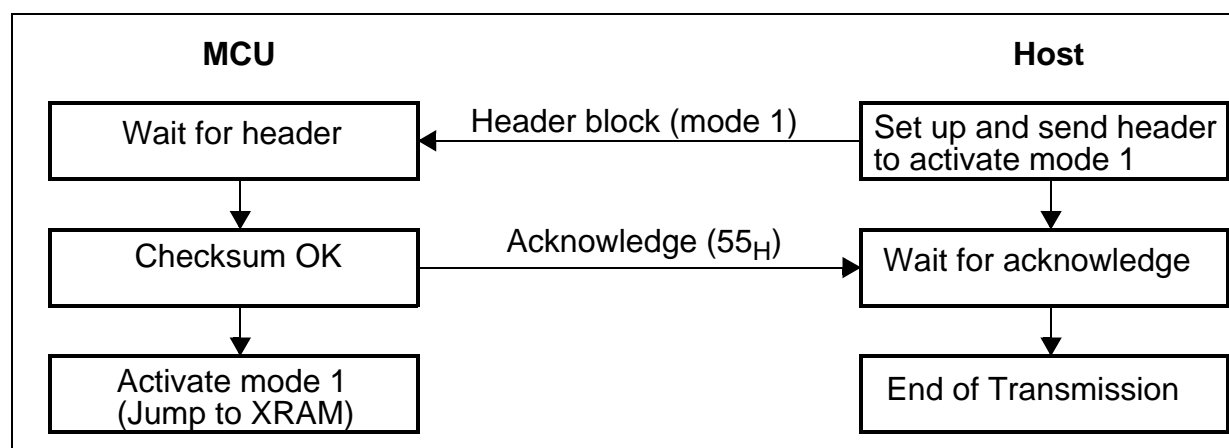 MCU
Host
Wait for header
Header block (mode 1)
Set up and send header
to activate mode 1
Checksum OK
Acknowledge (55H)
Wait for acknowledge
Activate mode 1
(Jump to XRAM)
End of Transmission